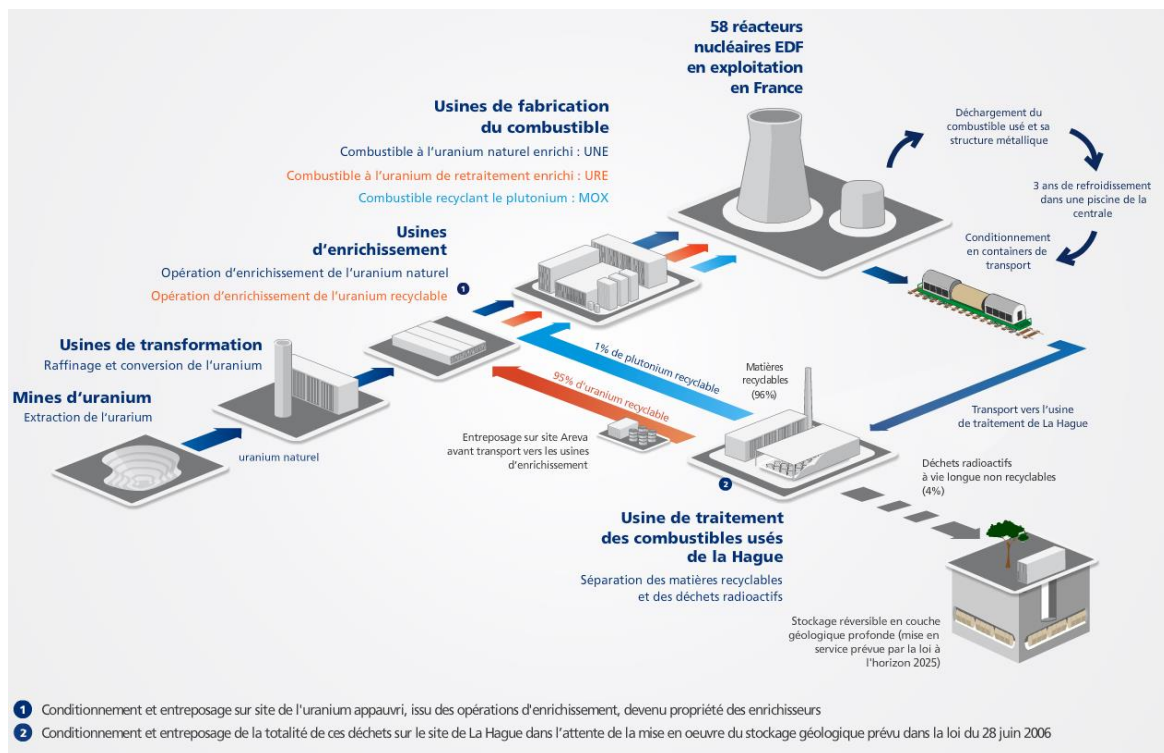 58 réacteurs
nucléaires EDF
en exploitation
en France
Usines de fabrication
du combustible
Combustible à l'uranium naturel enrichi : UNE
Combustible à l'uranium de retraitement enrichi : URE
Combustible recyclant le plutonium : MOX
Déchargement du
combustible usé et sa
structure métallique
3 ans de refroidissement
dans une piscine de la
centrale
Conditionnement
en containers de
transport
Usines
d'enrichissement
Opération d'enrichissement de l'uranium naturel
Opération d'enrichissement de l'uranium recyclable
1
Usines de transformation
Raffinage et conversion de l'uranium
Mines d'uranium
Extraction de l'urarium
uranium naturel
1% de plutonium recyclable
95% d'uranium recyclable
Matières
recyclables
(96%)
Entreposage sur site Areva
avant transport vers les usines
d'enrichissement
Transport vers l'usine
de traitement de La Hague
Déchets radioactifs
à vie longue non recyclables
(4%)
2
Usine de traitement
des combustibles usés
de la Hague
Séparation des matières recyclables
et des déchets radioactifs
Stockage réversible en couche
géologique profonde (mise en
service prévue par la loi à
l'horizon 2025)
1 Conditionnement et entreposage sur site de l'uranium appauvri, issu des opérations d'enrichissement, devenu propriété des enrichisseurs
2 Conditionnement et entreposage de la totalité de ces déchets sur le site de La Hague dans l'attente de la mise en oeuvre du stockage géologique prévu dans la loi du 28 juin 2006